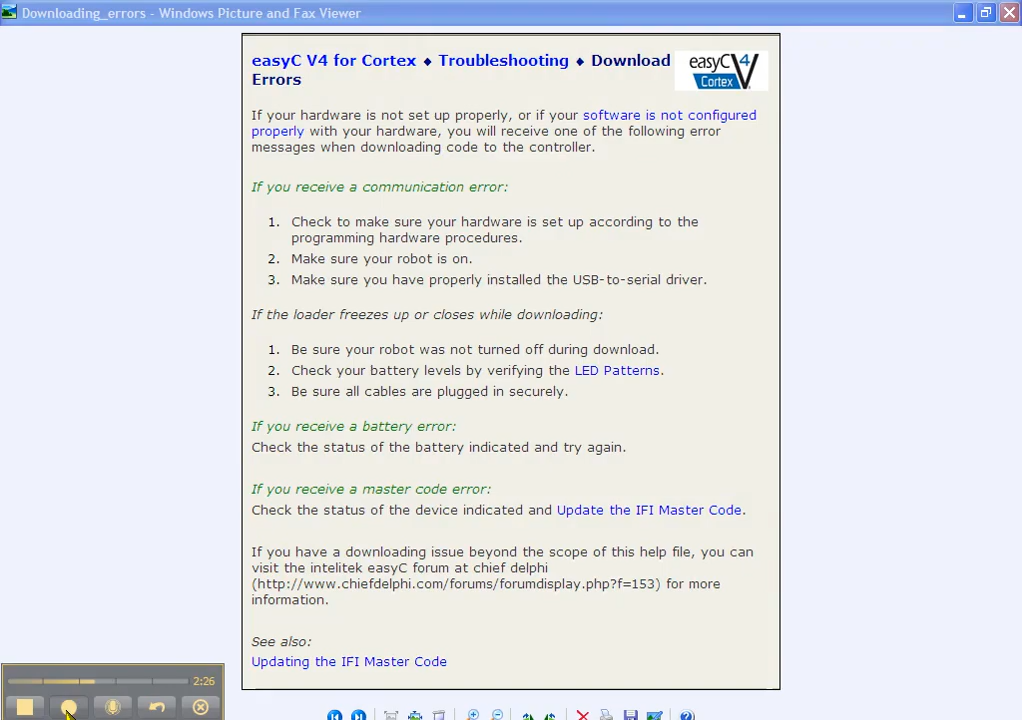 Downloading_errors - Windows Picture and Fax Viewer
easyC V4 for Cortex ♦ Troubleshooting ♦ Download
Errors
easyC V4
Cortex
If your hardware is not set up properly, or if your software is not configured
properly with your hardware, you will receive one of the following error
messages when downloading code to the controller.
If you receive a communication error:
1. Check to make sure your hardware is set up according to the
programming hardware procedures.
2. Make sure your robot is on.
3. Make sure you have properly installed the USB-to-serial driver.
If the loader freezes up or closes while downloading:
1. Be sure your robot was not turned off during download.
2. Check your battery levels by verifying the LED Patterns.
3. Be sure all cables are plugged in securely.
If you receive a battery error:
Check the status of the battery indicated and try again.
If you receive a master code error:
Check the status of the device indicated and Update the IFI Master Code.
If you have a downloading issue beyond the scope of this help file, you can
visit the intelitek easyC forum at chief delphi
(http://www.chiefdelphi.com/forums/forumdisplay.php?f=153) for more
information.
See also:
Updating the IFI Master Code
2:26